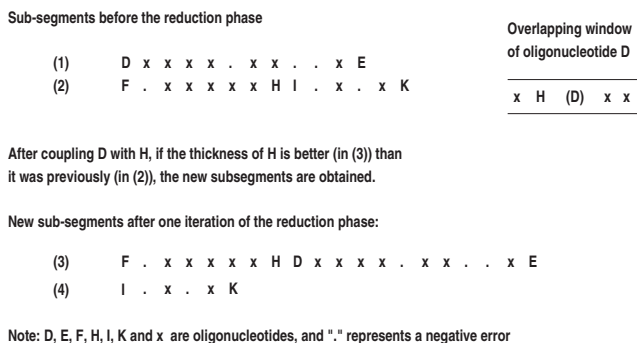 Sub-segments before the reduction phase
Overlapping window
of oligonucleotide D
(1) D x x x x . x x . . x E
(2) F . x x x x x H I . x . x K
x H (D) x x
After coupling D with H, if the thickness of H is better (in (3)) than
it was previously (in (2)), the new subsegments are obtained.
New sub-segments after one iteration of the reduction phase:
(3) F . x x x x x H D x x x x . x x . . x E
(4) I . x . x K
Note: D, E, F, H, I, K and x are oligonucleotides, and "." represents a negative error